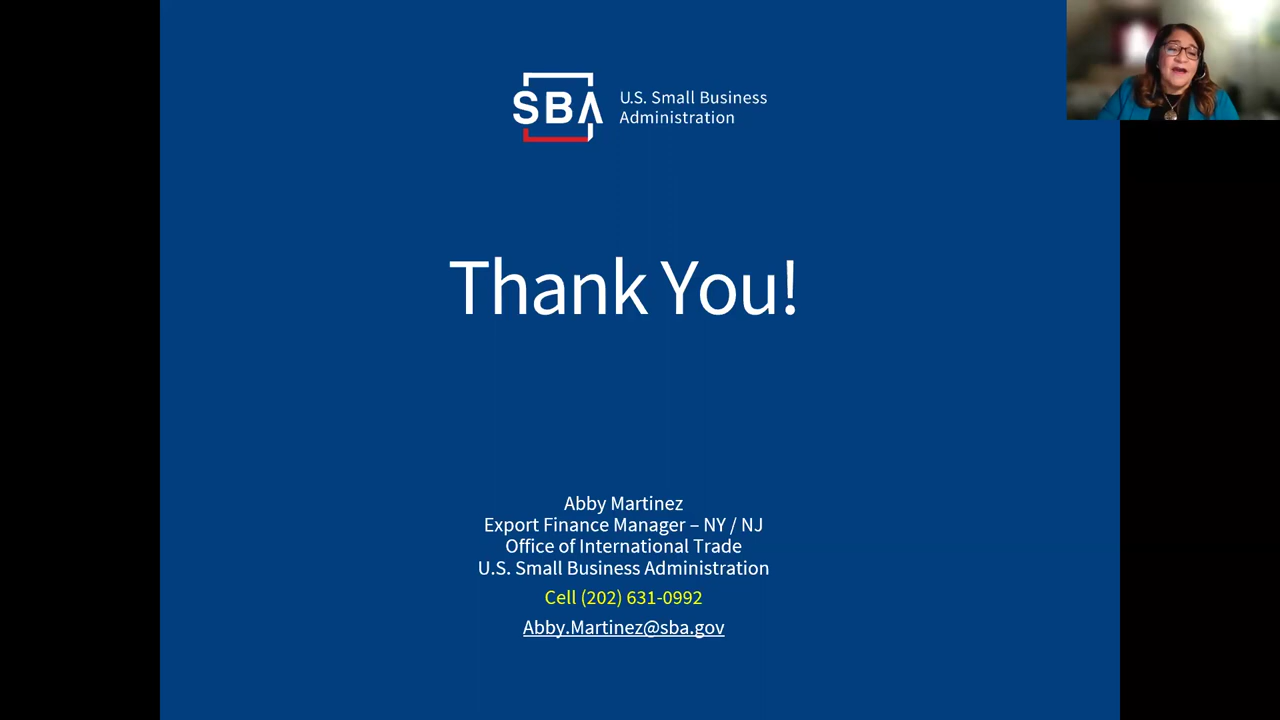 SBA
U.S. Small Business
Administration
Thank You!
Abby Martinez
Export Finance Manager – NY / NJ
Office of International Trade
U.S. Small Business Administration
Cell (202) 631-0992
Abby.Martinez@sba.gov